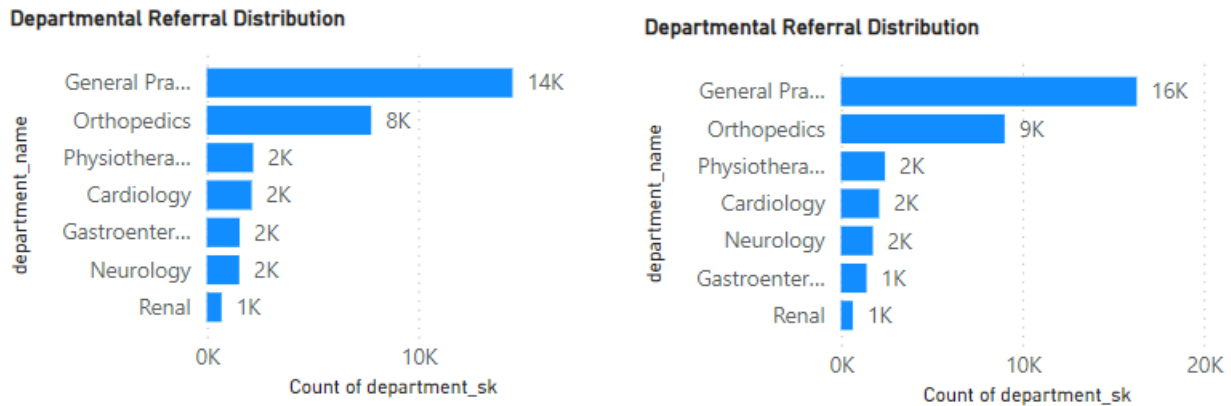 Departmental Referral Distribution
department_name
General Pra... 14K
Orthopedics 8K
Physiothera... 2K
Cardiology 2K
Gastroenter... 2K
Neurology 2K
Renal 1K
0K 10K
Count of department_sk
Departmental Referral Distribution
department_name
General Pra... 16K
Orthopedics 9K
Physiothera... 2K
Cardiology 2K
Neurology 2K
Gastroenter... 1K
Renal 1K
0K 10K 20K
Count of department_sk